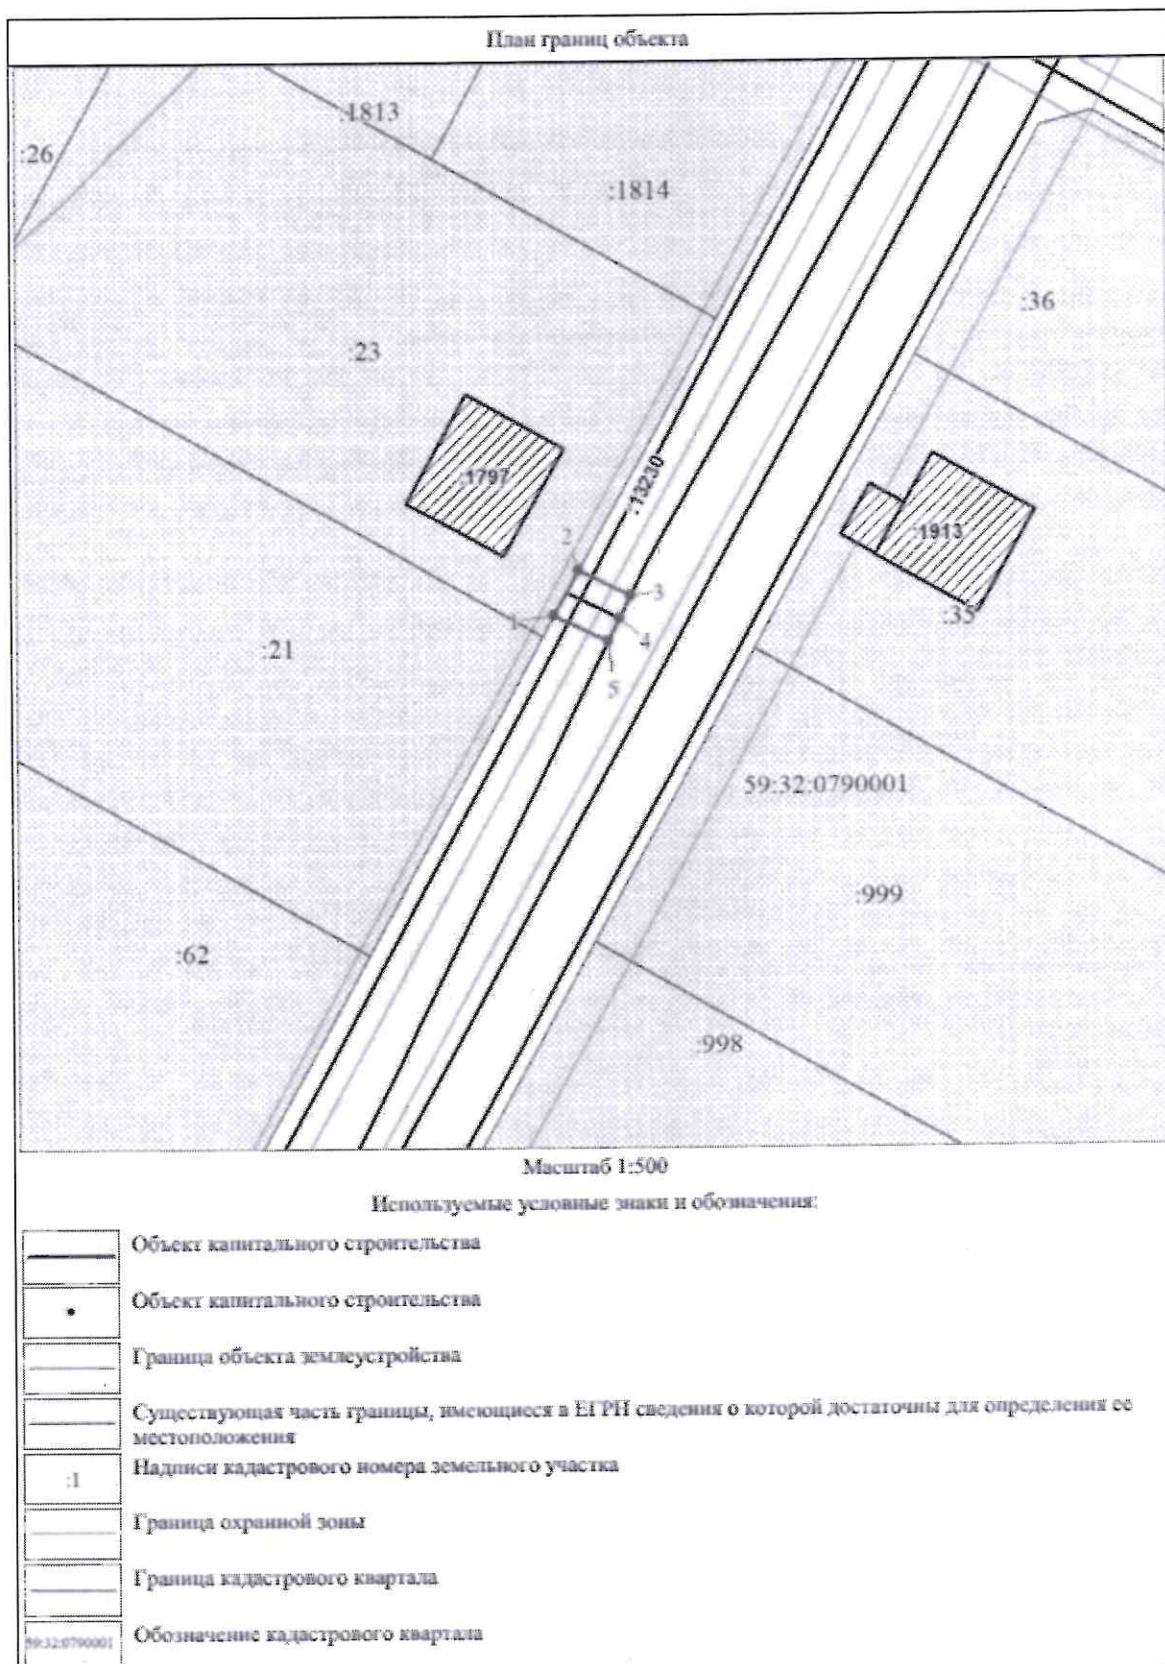 План границ объекта
:1813
:26
:1814
:36
:23
:1797
:13230
:1913
2
3
:35
1
4
:21
5
59:32:0790001
:999
:62
:998
Масштаб 1:500
Используемые условные знаки и обозначения:
Объект капитального строительства
Объект капитального строительства
Граница объекта землеустройства
Существующая часть границы, имеющиеся в ЕГРН сведения о которой достаточны для определения ее
местоположения
:1
Надписи кадастрового номера земельного участка
Граница охранной зоны
Граница кадастрового квартала
59:32:0790001
Обозначение кадастрового квартала